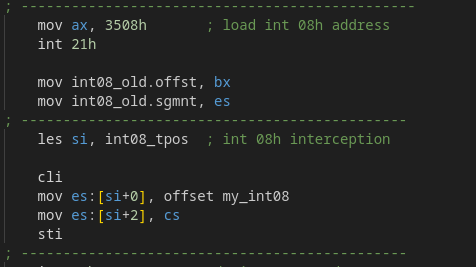 ; -----------------------------------------------
mov ax, 3508h ; load int 08h address
int 21h
mov int08_old.offst, bx
mov int08_old.sgmnt, es
; ----------------------------------------------
les si, int08_tpos ; int 08h interception
cli
mov es:[si+0], offset my_int08
mov es:[si+2], cs
sti
; ----------------------------------------------